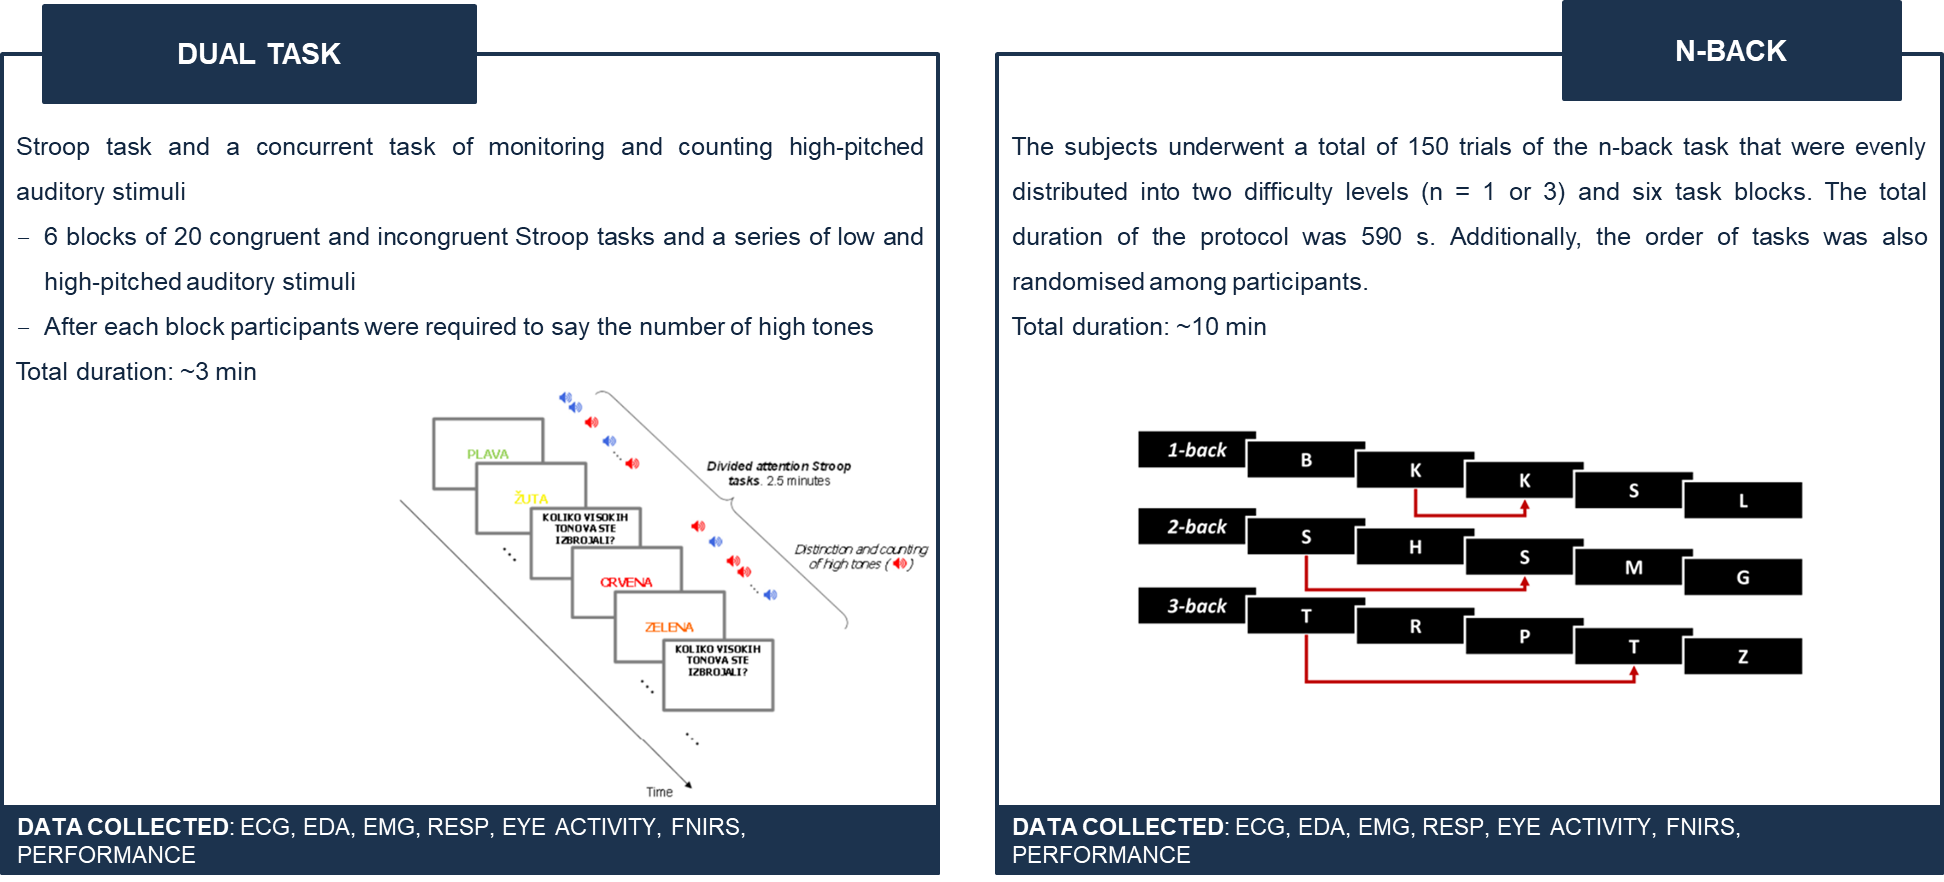 DUAL TASK
Stroop task and a concurrent task of monitoring and counting high-pitched
auditory stimuli
– 6 blocks of 20 congruent and incongruent Stroop tasks and a series of low and
high-pitched auditory stimuli
– After each block participants were required to say the number of high tones
Total duration: ~3 min
PLAVA
ŽUTA
KOLIKO VISOKIH
TONOVA STE
IZBROJALI?
CRVENA
ZELENA
KOLIKO VISOKIH
TONOVA STE
IZBROJALI?
Divided attention Stroop
tasks. 2.5 minutes
Distinction and counting
of high tones ( )
Time
DATA COLLECTED: ECG, EDA, EMG, RESP, EYE ACTIVITY, FNIRS,
PERFORMANCE
N-BACK
The subjects underwent a total of 150 trials of the n-back task that were evenly
distributed into two difficulty levels (n = 1 or 3) and six task blocks. The total
duration of the protocol was 590 s. Additionally, the order of tasks was also
randomised among participants.
Total duration: ~10 min
1-back B K K S L
2-back S H S M G
3-back T R P T Z
DATA COLLECTED: ECG, EDA, EMG, RESP, EYE ACTIVITY, FNIRS,
PERFORMANCE